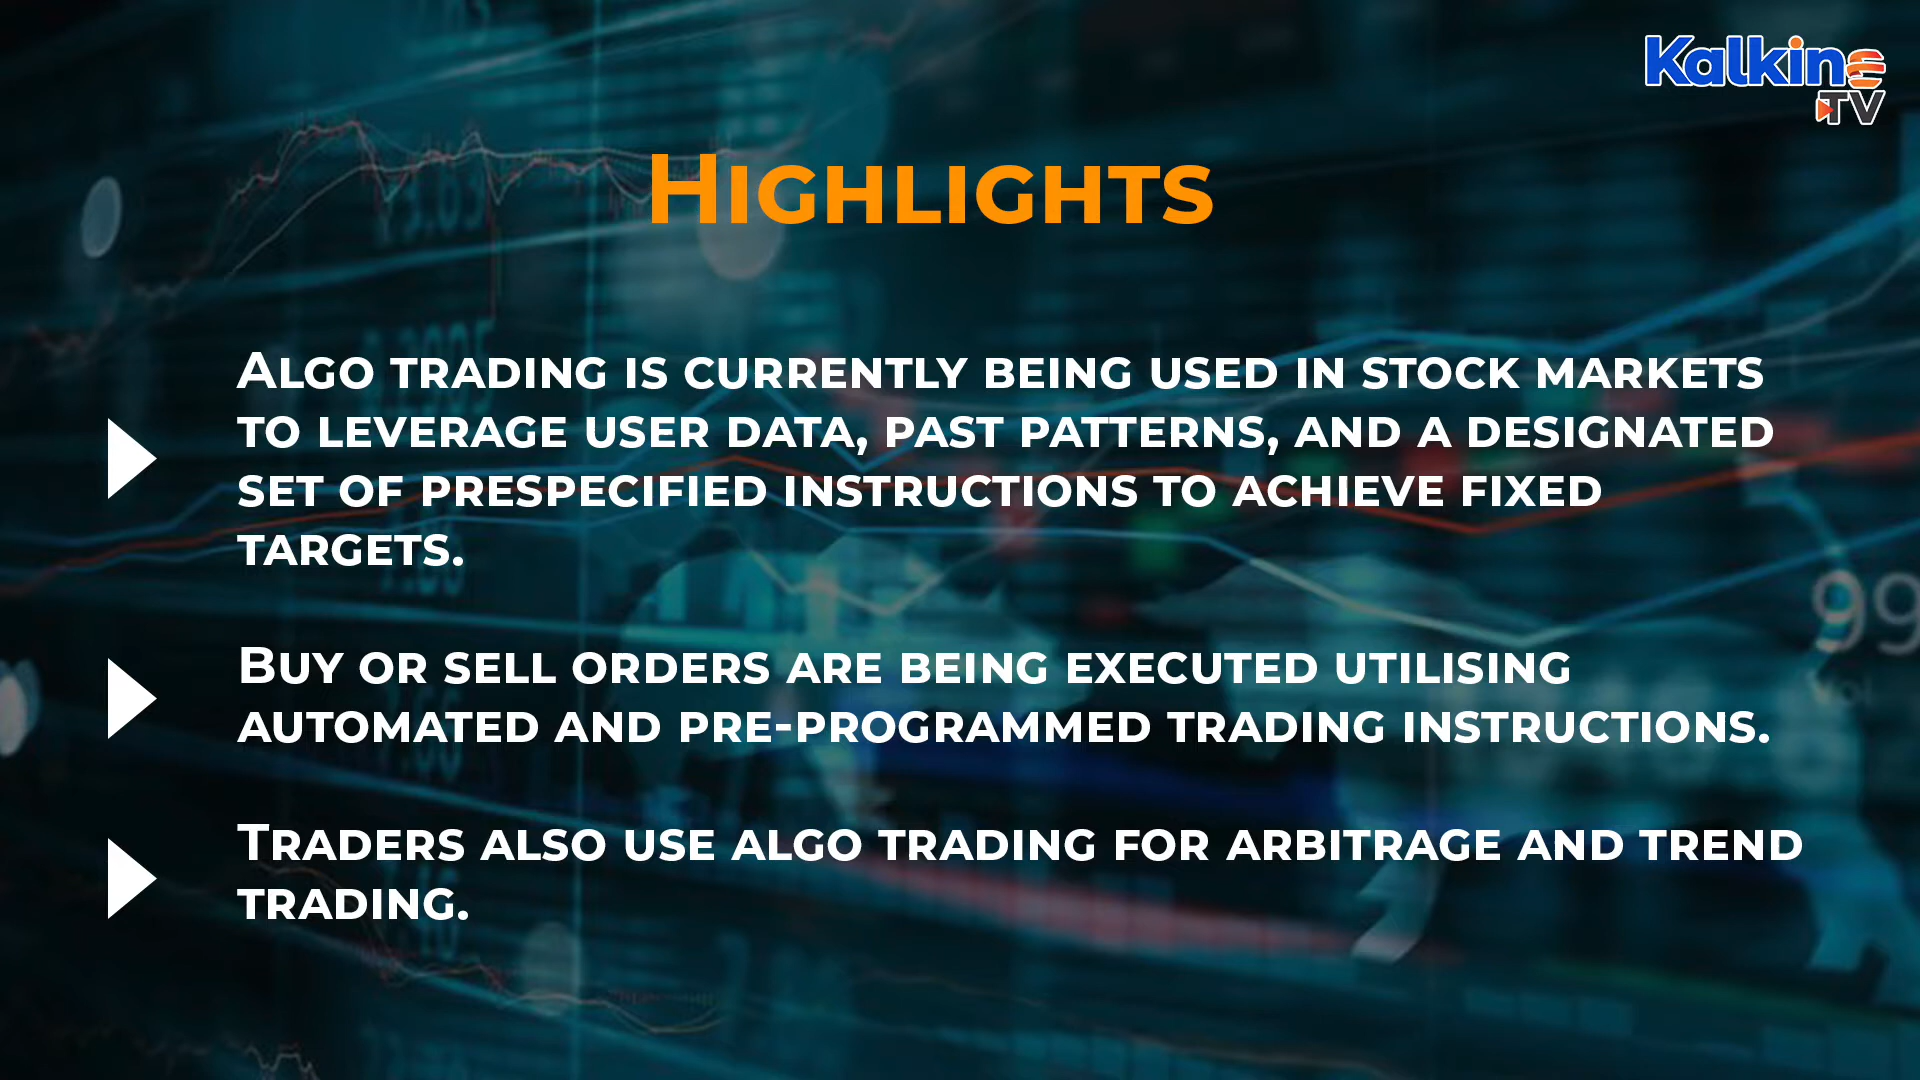 Kalkine
TV
Highlights
Algo trading is currently being used in stock markets
to leverage user data, past patterns, and a designated
set of prespecified instructions to achieve fixed
targets.
Buy or sell orders are being executed utilising
automated and pre-programmed trading instructions.
Traders also use algo trading for arbitrage and trend
trading.
99